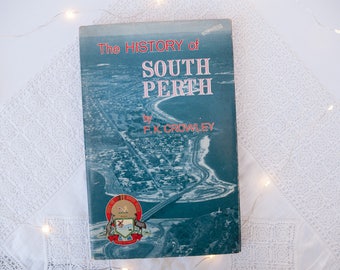 The HISTORY of
SOUTH
PERTH
by
F. K. CROWLEY